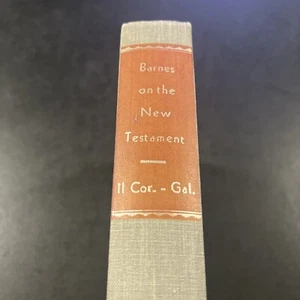 Barnes
on the
New
Testament
II Cor. - Gal.